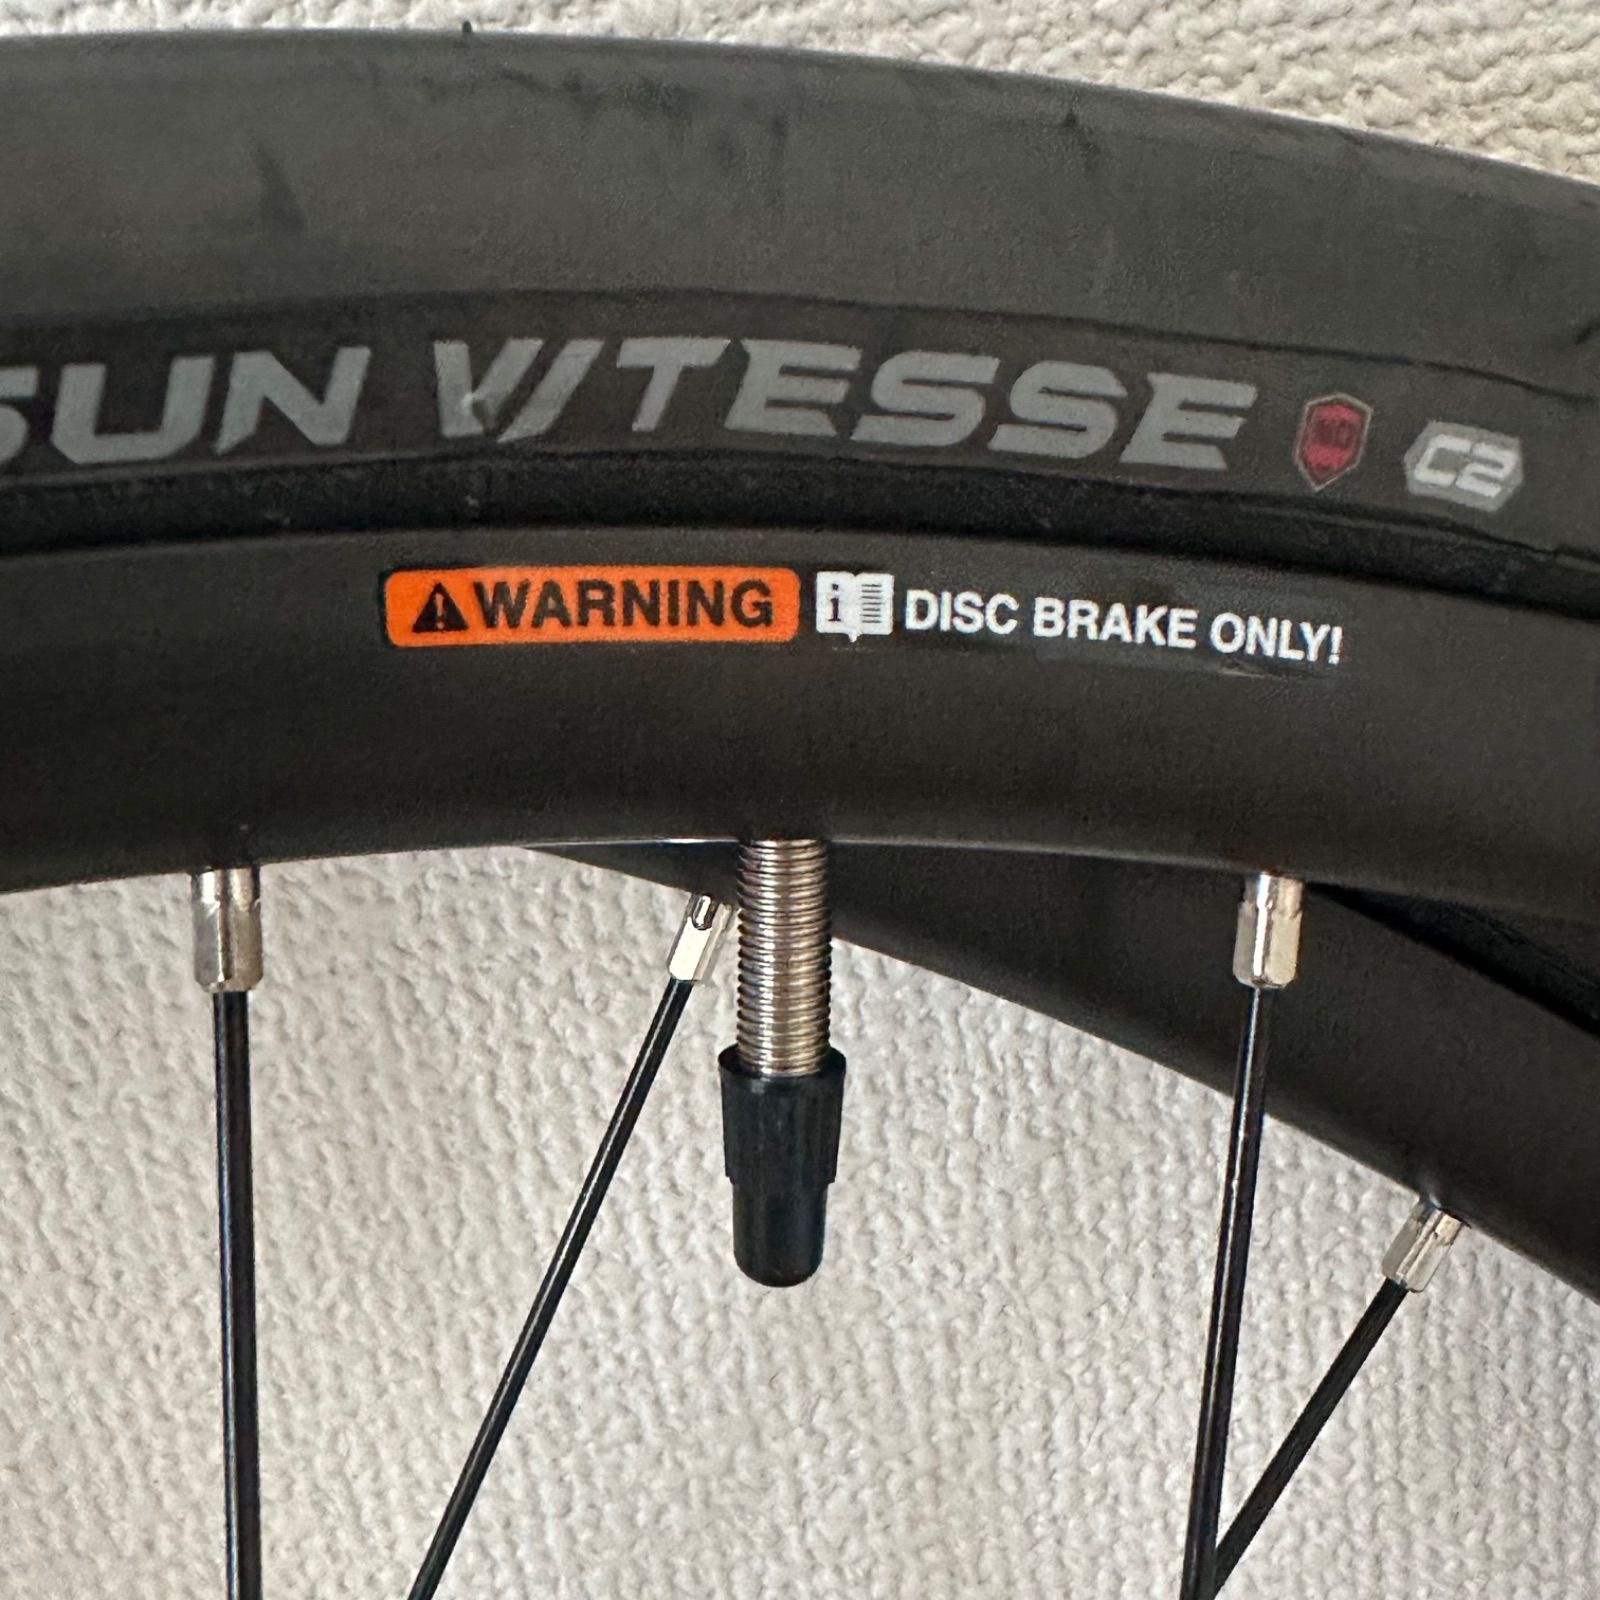 SUN VITESSE C2
WARNING i DISC BRAKE ONLY!